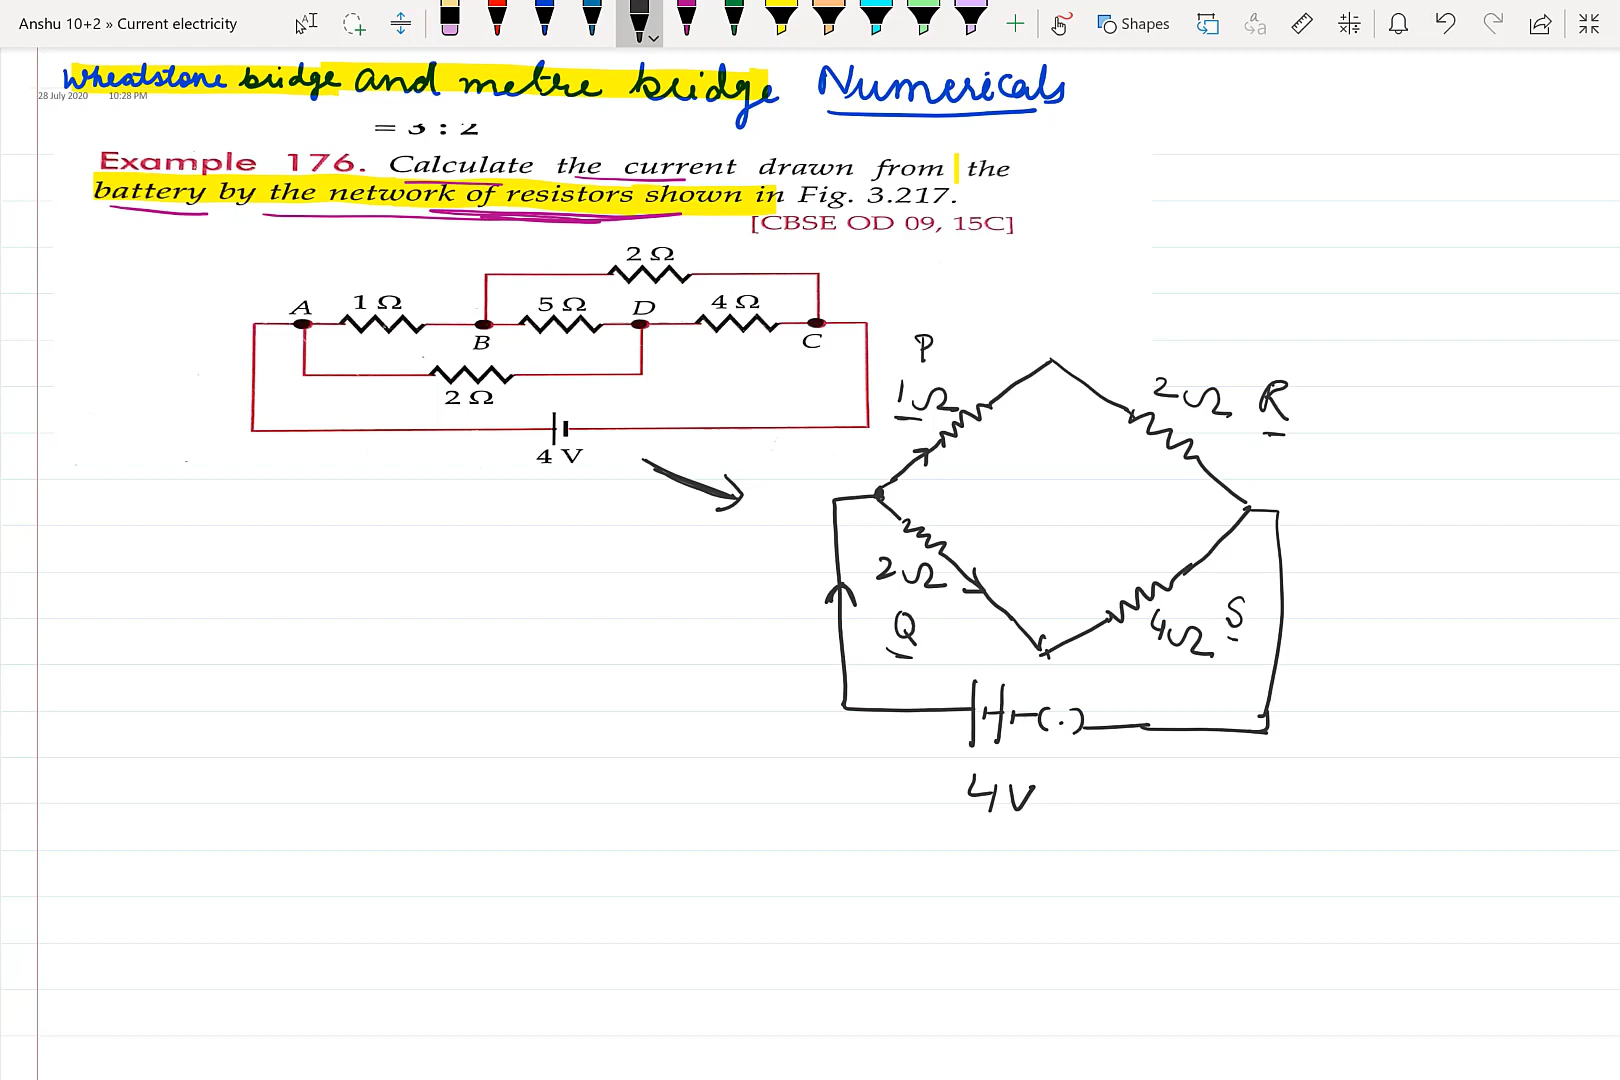 Anshu 10+2 » Current electricity
Shapes
Wheatstone bridge and metre bridge Numericals
28 July 2020 10:28 PM
= 3 : 2
Example 176. Calculate the current drawn from the
battery by the network of resistors shown in Fig. 3.217.
[CBSE OD 09, 15C]
2 Ω
A 1 Ω 5 Ω D 4 Ω
B C
2 Ω
4 V
P
1Ω 2Ω R
2Ω
Q 4Ω S
4V